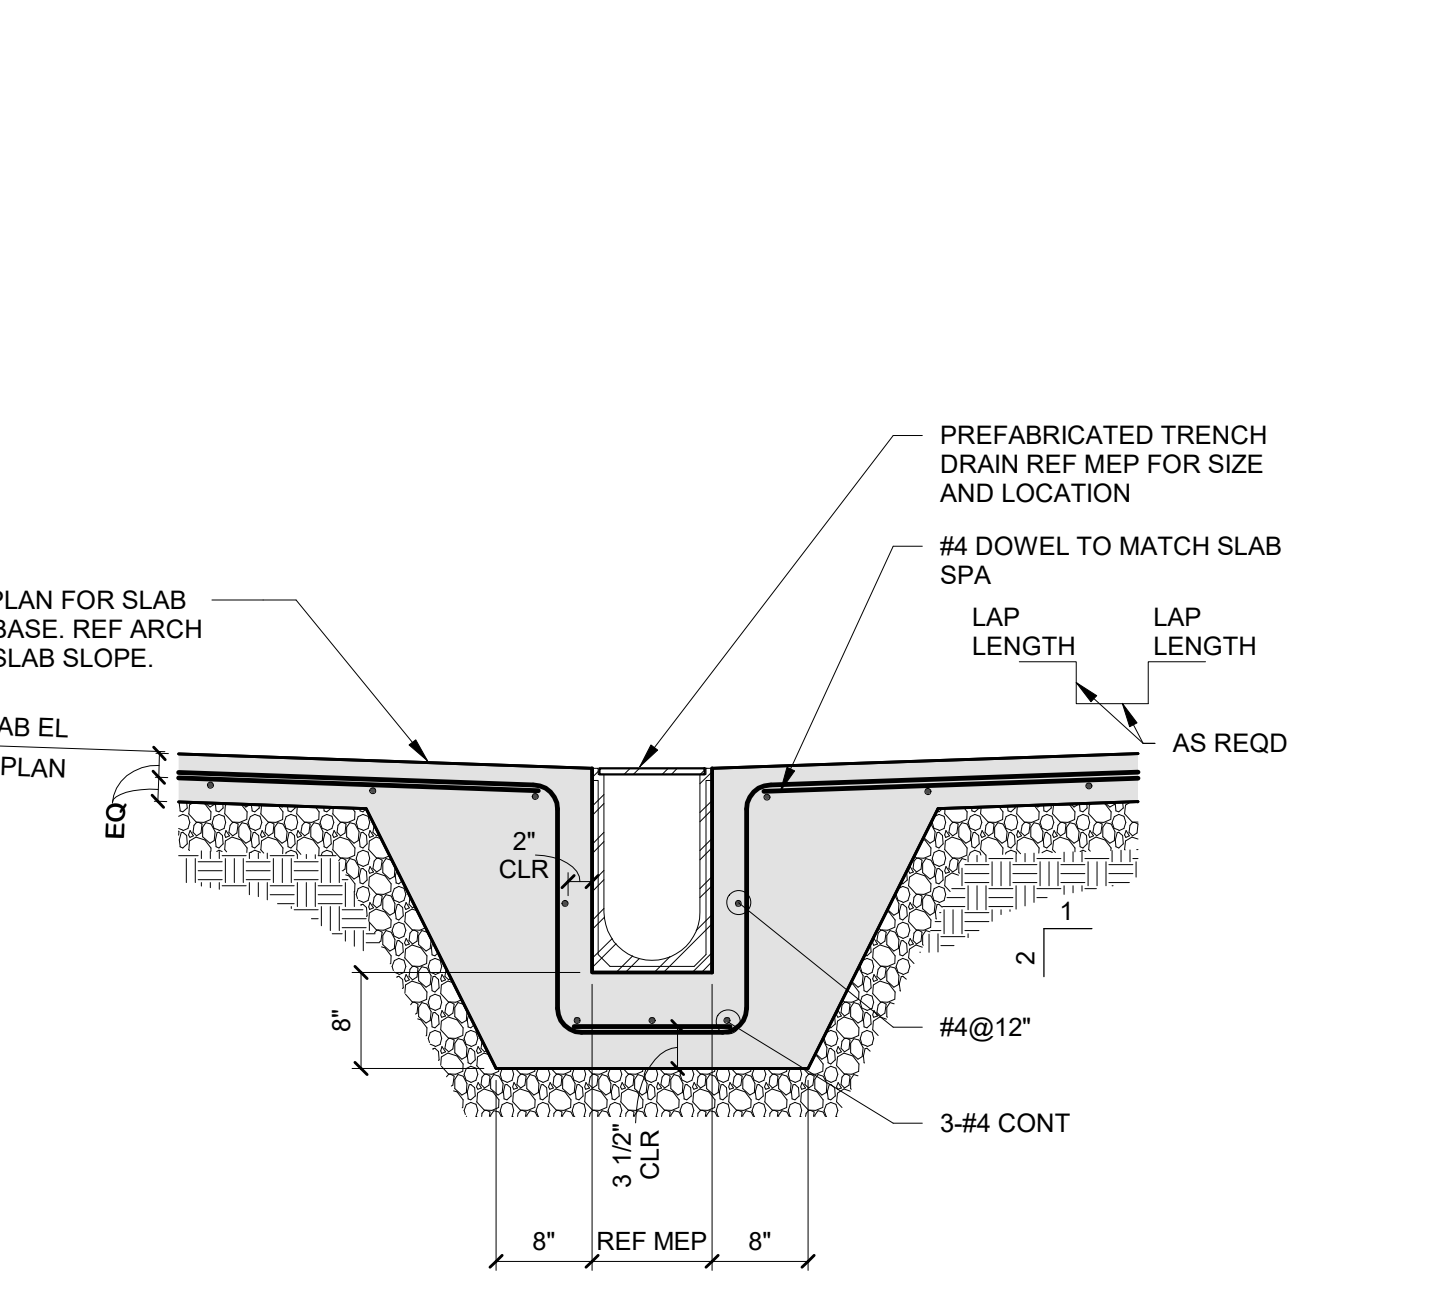 PREFABRICATED TRENCH
DRAIN REF MEP FOR SIZE
AND LOCATION
#4 DOWEL TO MATCH SLAB
SPA
LAP
LENGTH
LAP
LENGTH
AS REQD
PLAN FOR SLAB
BASE. REF ARCH
SLAB SLOPE.
AB EL
PLAN
EQ
2"
CLR
1
2
8"
#4@12"
3-#4 CONT
3 1/2"
CLR
8"
REF MEP
8"